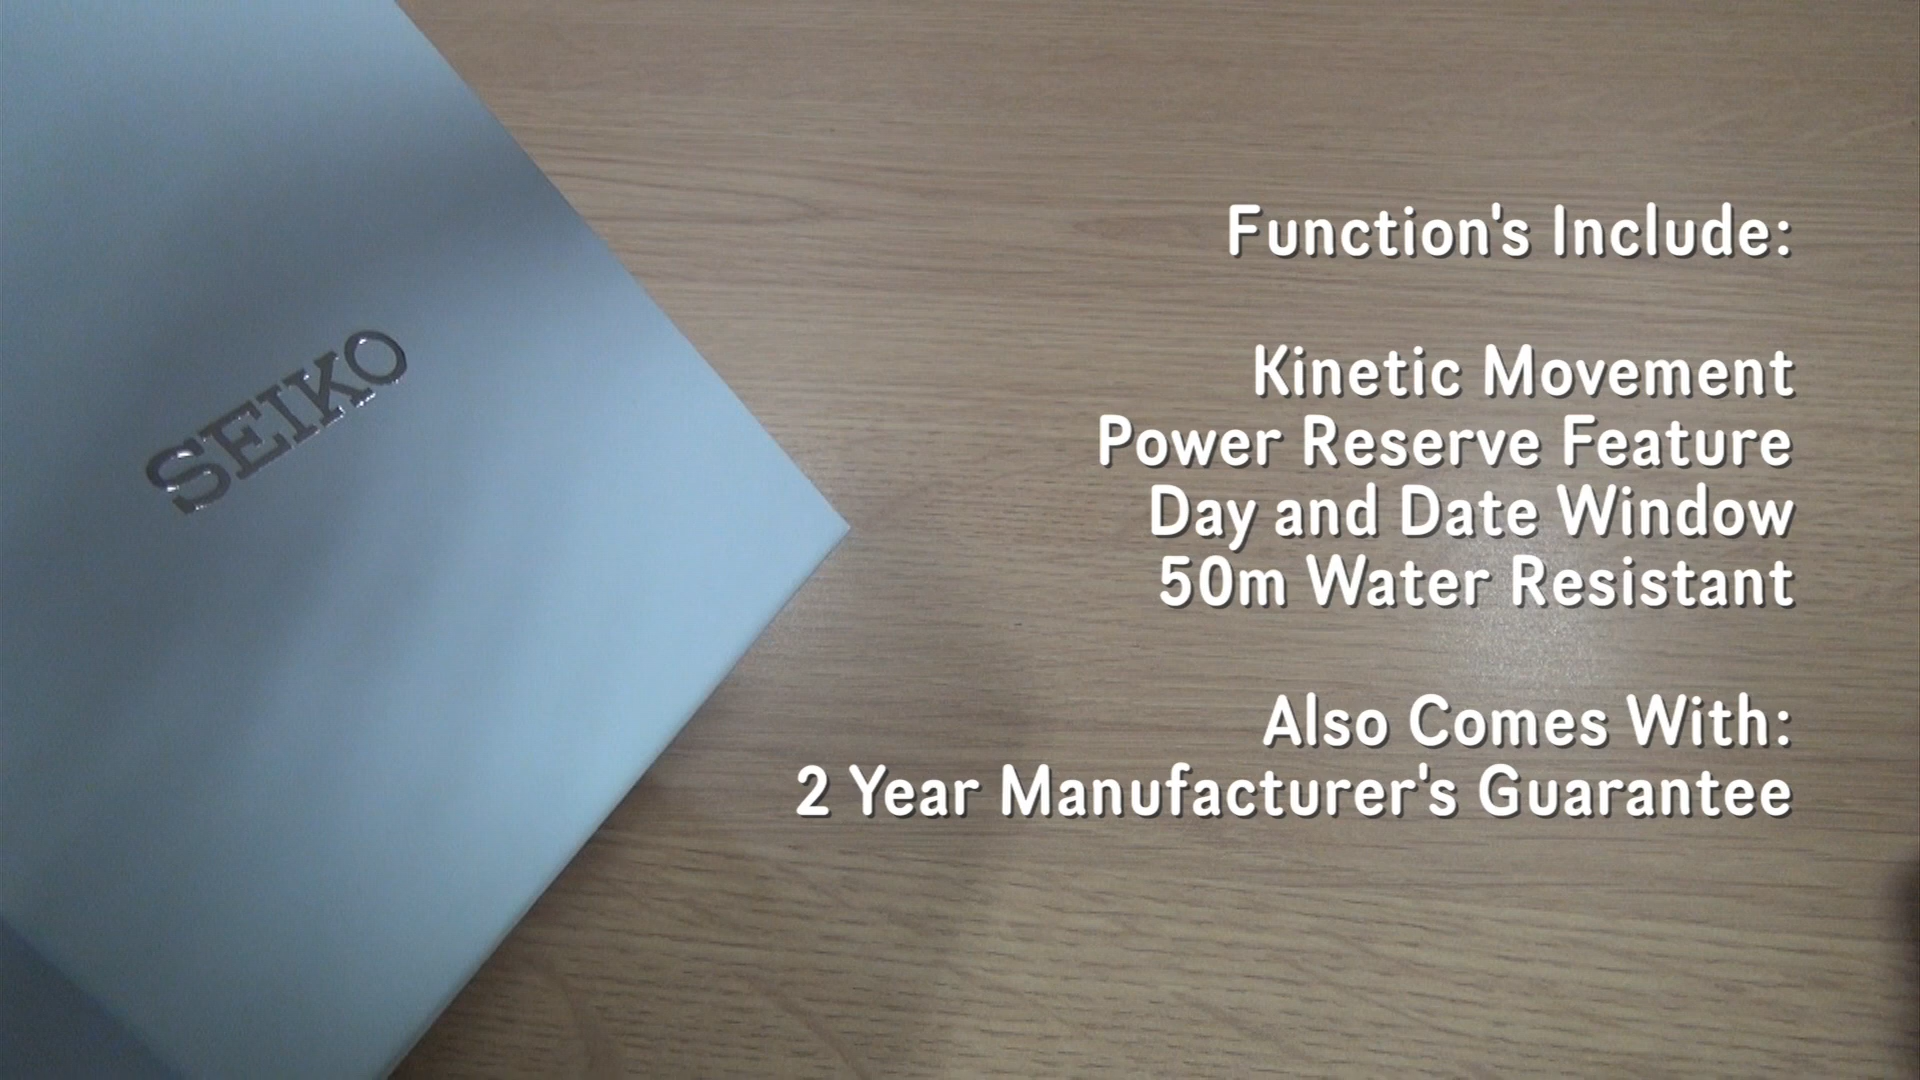 SEIKO
Function's Include:
Kinetic Movement
Power Reserve Feature
Day and Date Window
50m Water Resistant
Also Comes With:
2 Year Manufacturer's Guarantee